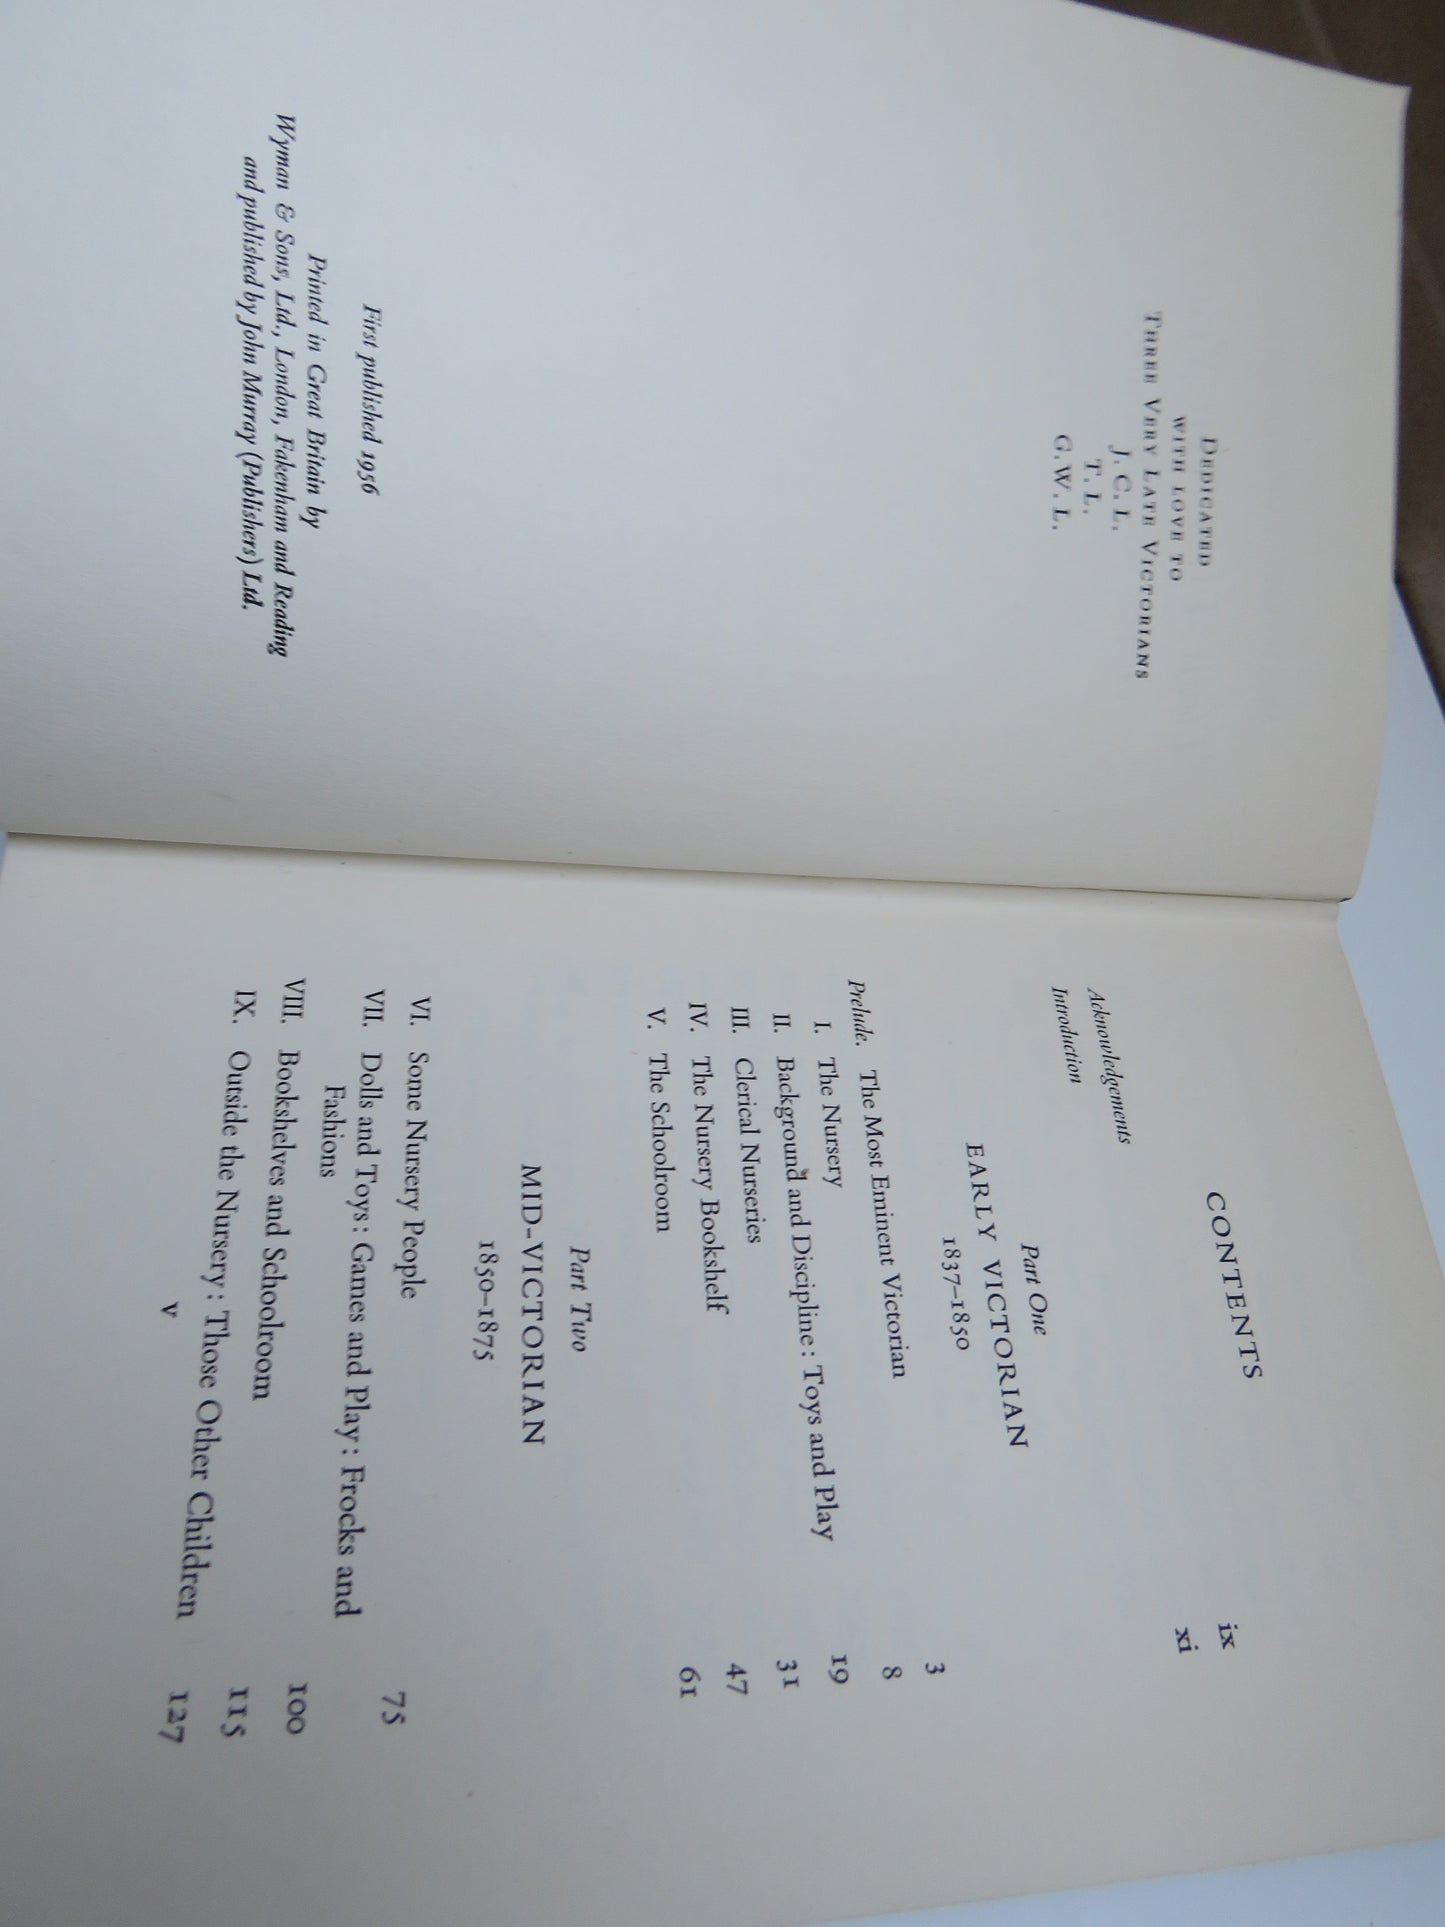 DEDICATED
WITH LOVE TO
THREE VERY LATE VICTORIANS
J. C. L.
T. L.
G. W. L.
First published 1956
Printed in Great Britain by
Wyman & Sons, Ltd., London, Fakenham and Reading
and published by John Murray (Publishers) Ltd.
CONTENTS
Acknowledgements ix
Introduction xi
Part One
EARLY VICTORIAN
1837–1850
Prelude. The Most Eminent Victorian 3
I. The Nursery 8
II. Background and Discipline: Toys and Play 19
III. Clerical Nurseries 31
IV. The Nursery Bookshelf 47
V. The Schoolroom 61
Part Two
MID-VICTORIAN
1850–1875
VI. Some Nursery People 75
VII. Dolls and Toys: Games and Play: Frocks and
Fashions 100
VIII. Bookshelves and Schoolroom 115
IX. Outside the Nursery: Those Other Children 127
v